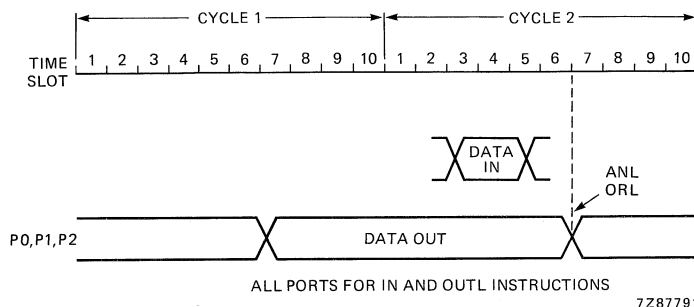 CYCLE 1 CYCLE 2
TIME SLOT 1 2 3 4 5 6 7 8 9 10 1 2 3 4 5 6 7 8 9 10
DATA IN
ANL
ORL
P0,P1,P2 DATA OUT
ALL PORTS FOR IN AND OUTL INSTRUCTIONS
7Z8779